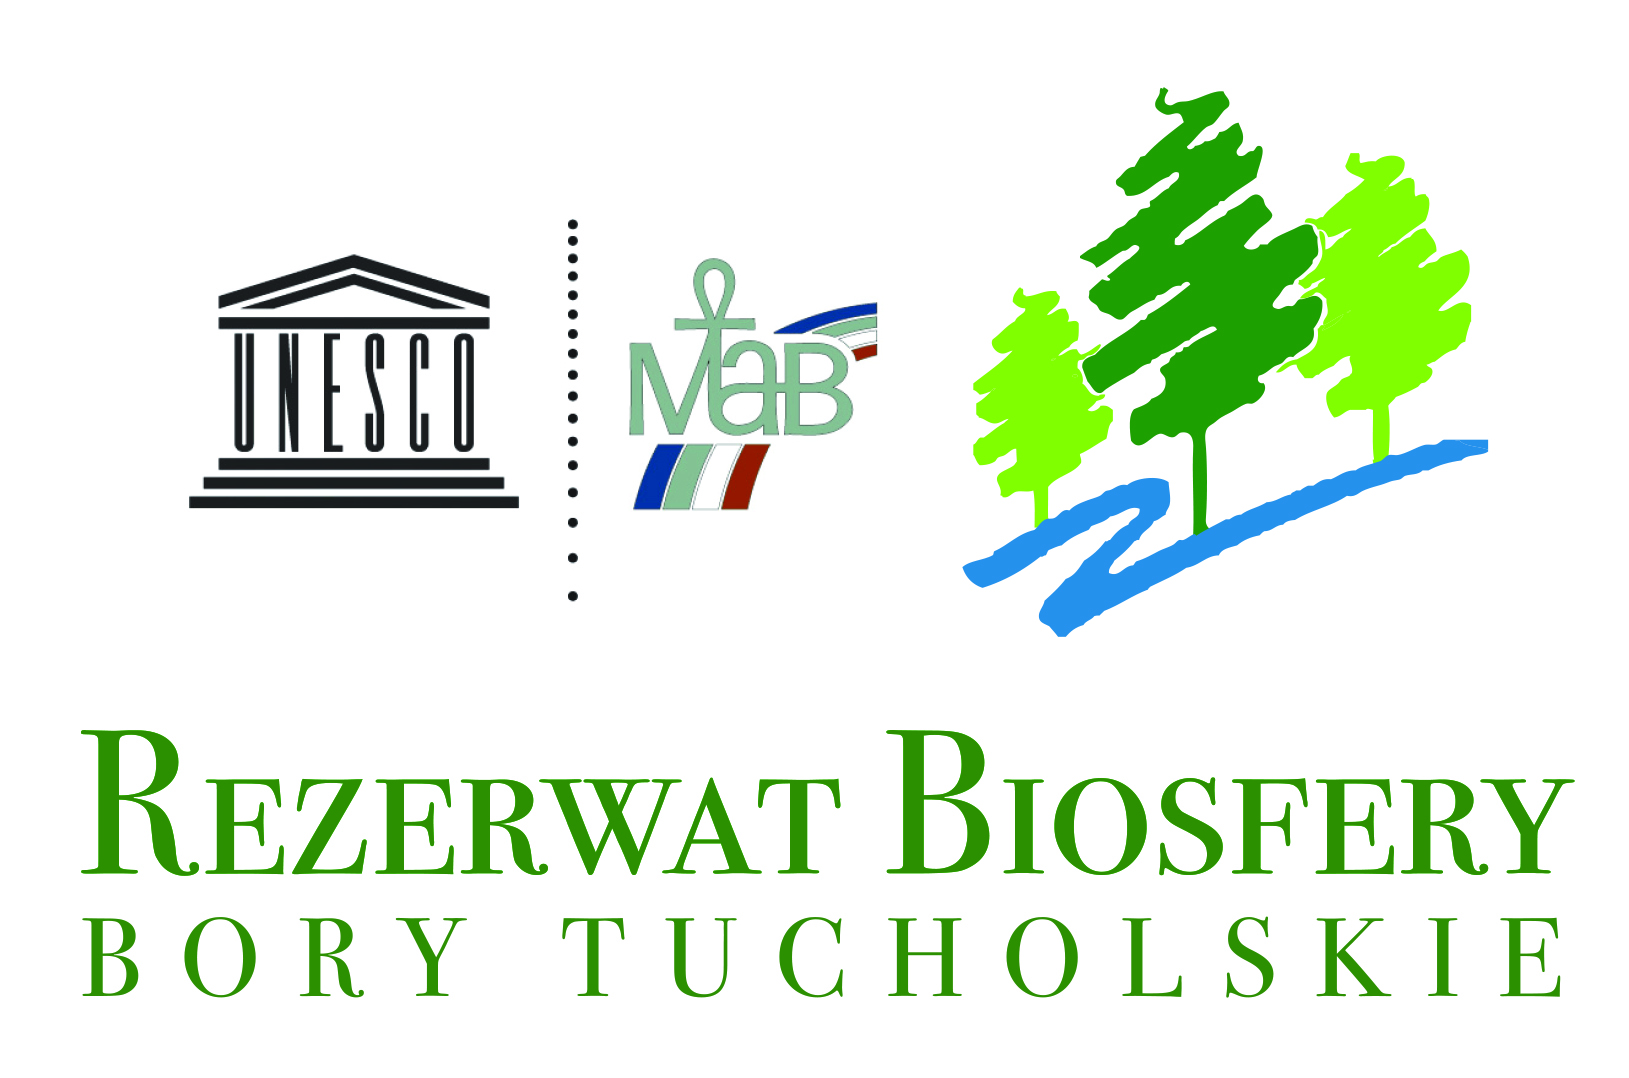 UNESCO
MaB
REZERWAT BIOSFERY
BORY TUCHOLSKIE